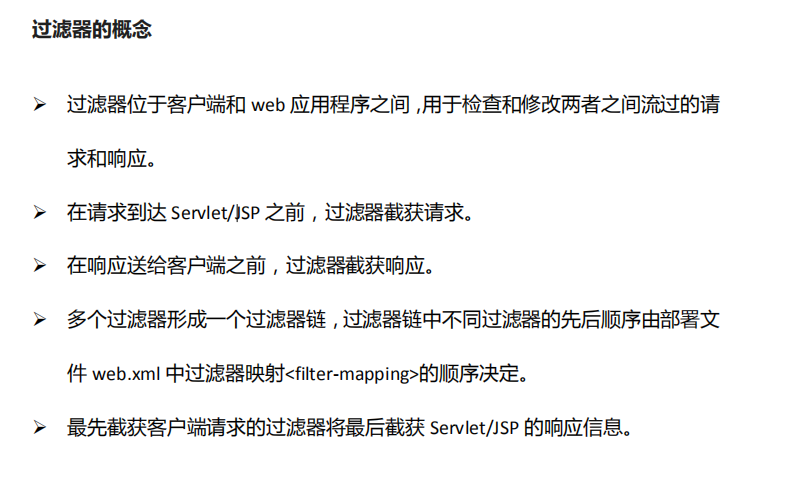 过滤器的概念
➢ 过滤器位于客户端和 web 应用程序之间，用于检查和修改两者之间流过的请
求和响应。
➢ 在请求到达 Servlet/JSP 之前，过滤器截获请求。
➢ 在响应送给客户端之前，过滤器截获响应。
➢ 多个过滤器形成一个过滤器链，过滤器链中不同过滤器的先后顺序由部署文
件 web.xml 中过滤器映射<filter-mapping>的顺序决定。
➢ 最先截获客户端请求的过滤器将最后截获 Servlet/JSP 的响应信息。